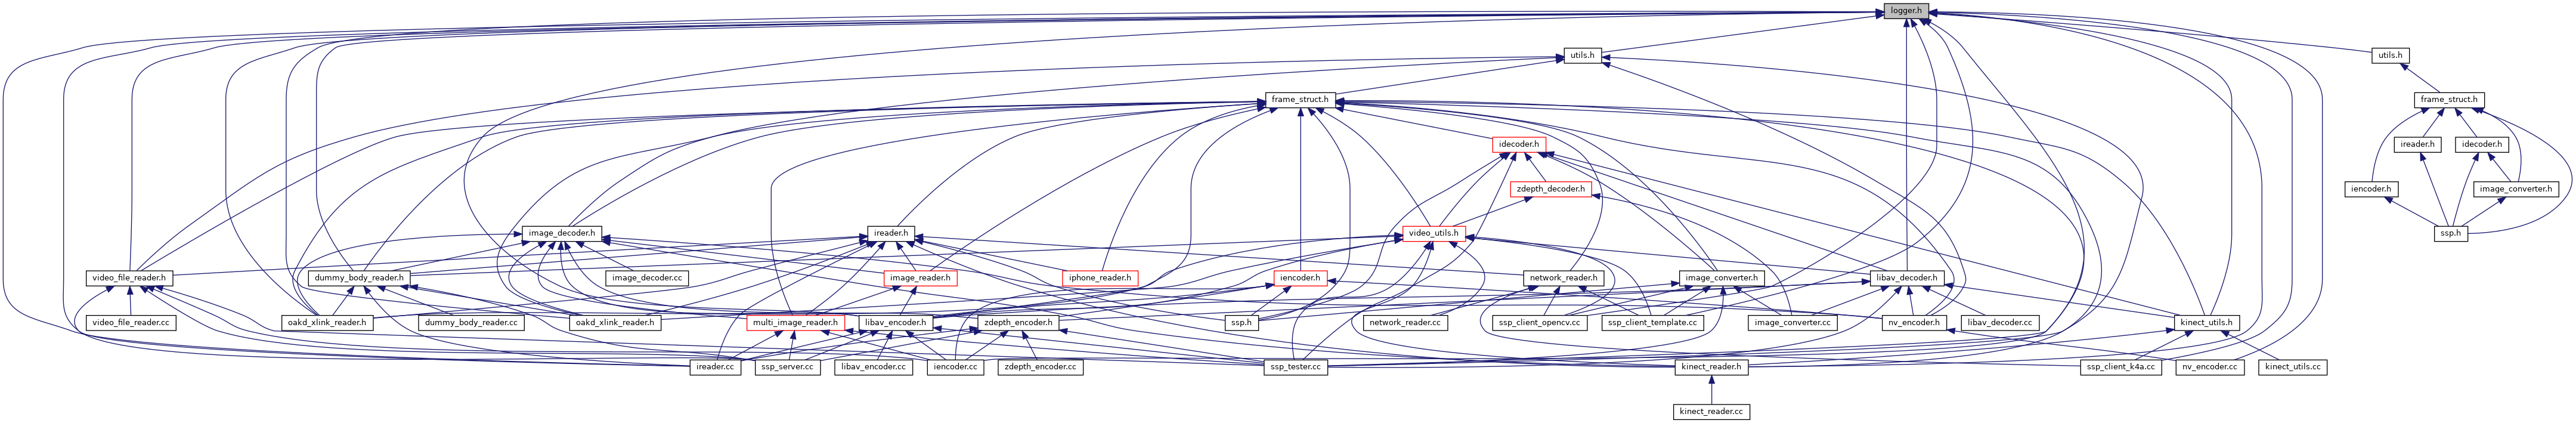 logger.h
utils.h
utils.h
frame_struct.h
frame_struct.h
idecoder.h
ireader.h
idecoder.h
zdepth_decoder.h
iencoder.h
image_converter.h
image_decoder.h
ireader.h
video_utils.h
ssp.h
video_file_reader.h
dummy_body_reader.h
image_decoder.cc
image_reader.h
iphone_reader.h
iencoder.h
network_reader.h
image_converter.h
libav_decoder.h
video_file_reader.cc
oakd_xlink_reader.h
dummy_body_reader.cc
oakd_xlink_reader.h
multi_image_reader.h
libav_encoder.h
zdepth_encoder.h
ssp.h
network_reader.cc
ssp_client_opencv.cc
ssp_client_template.cc
image_converter.cc
nv_encoder.h
libav_decoder.cc
kinect_utils.h
ireader.cc
ssp_server.cc
libav_encoder.cc
iencoder.cc
zdepth_encoder.cc
ssp_tester.cc
kinect_reader.h
ssp_client_k4a.cc
nv_encoder.cc
kinect_utils.cc
kinect_reader.cc